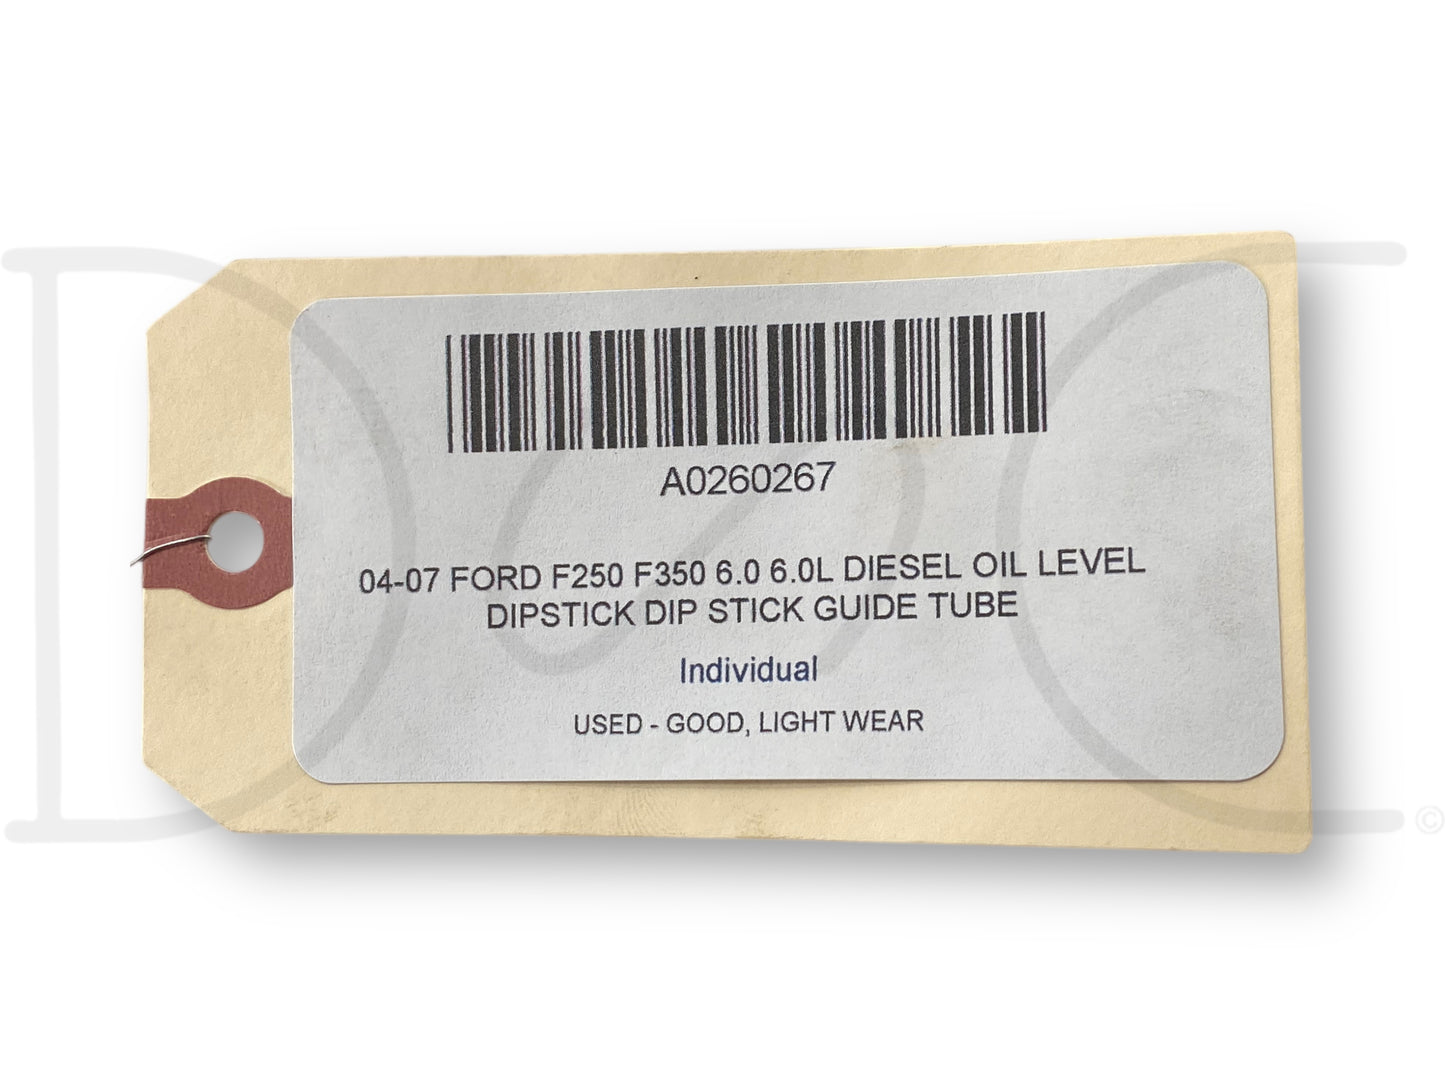 A0260267
04-07 FORD F250 F350 6.0 6.0L DIESEL OIL LEVEL
DIPSTICK DIP STICK GUIDE TUBE
Individual
USED - GOOD, LIGHT WEAR
©